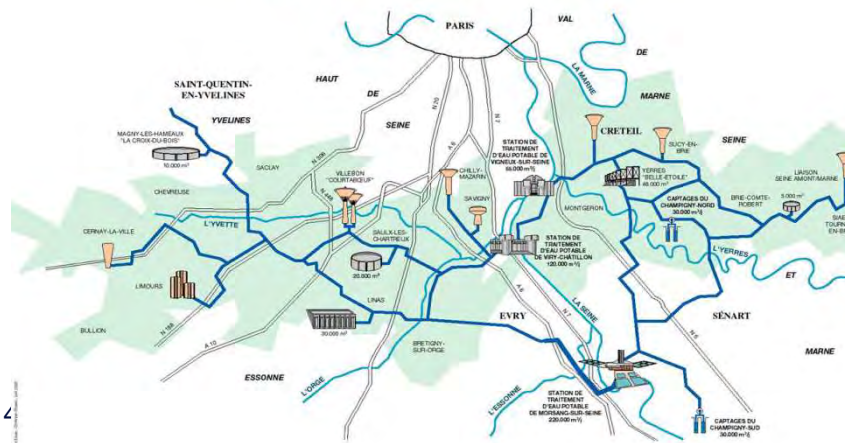 PARIS
VAL
DE
MARNE
HAUT
DE
SEINE
SAINT-QUENTIN-
EN-YVELINES
YVELINES
MAGNY-LES-HAMEAUX
"LA CROIX-DU-BOIS"
10.000 m³
N 20
A 6
N 7
LA MARNE
STATION DE
TRAITEMENT
D'EAU POTABLE DE
VIGNEUX-SUR-SEINE
55.000 m³/j
CRETEIL
SUCY-EN-
BRIE
SEINE
SACLAY
CHEVREUSE
VILLEBON
"COURTABŒUF"
CHILLY-
MAZARIN
SAVIGNY
YERRES
"BELLE-ETOILE"
MONTGERON
CAPTAGES DU
CHAMPIGNY-NORD
30.000 m³/j
BRIE-COMTE-
ROBERT
LIAISON
SEINE AMONT/MARNE
5.000 m³
L'YVETTE
CERNAY-LA-VILLE
SAULX-LES-
CHARTREUX
20.000 m³
STATION DE
TRAITEMENT
D'EAU POTABLE
DE VIRY-CHÂTILLON
120.000 m³/j
L'YERRES
ET
LIMOURS
LINAS
30.000 m³
LA SEINE
A 6
N 7
EVRY
SÉNART
N 6
BULLION
A 10
BRETIGNY-
SUR-ORGE
MARNE
ESSONNE
L'ORGE
L'ESSONNE
STATION DE
TRAITEMENT
D'EAU POTABLE
DE MORSANG-SUR-SEINE
220.000 m³/j
CAPTAGES DU
CHAMPIGNY-SUD
30.000 m³/j